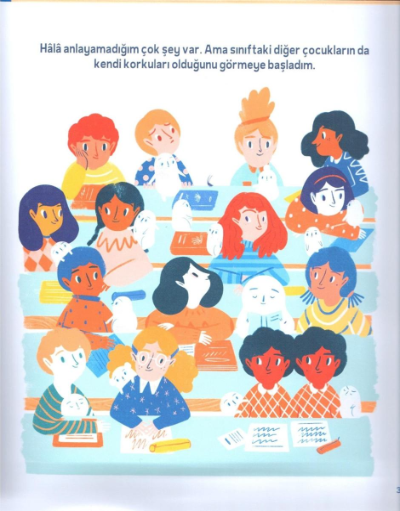 Hâlâ anlayamadığım çok şey var. Ama sınıftaki diğer çocukların da
kendi korkuları olduğunu görmeye başladım.